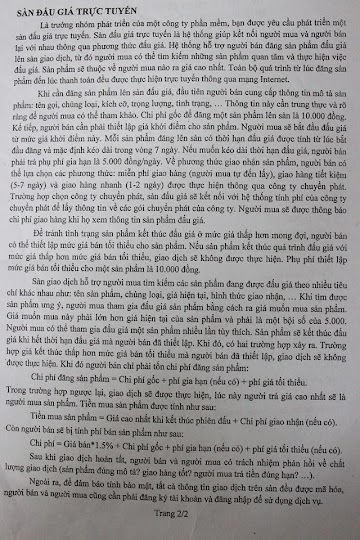 SÀN ĐẤU GIÁ TRỰC TUYẾN
Là trưởng nhóm phát triển của một công ty phần mềm, bạn được yêu cầu phát triển một
sàn đấu giá trực tuyến. Sàn đấu giá trực tuyến là hệ thống giúp kết nối người mua và người bán
lại với nhau thông qua phương thức đấu giá. Hệ thống hỗ trợ người bán đăng sản phẩm đấu giá
lên sàn giao dịch, từ đó người mua có thể tìm kiếm những sản phẩm quan tâm và thực hiện việc
đấu giá. Sản phẩm sẽ thuộc về người mua nào ra giá cao nhất. Toàn bộ quá trình từ lúc đăng sản
phẩm đến lúc thanh toán đều được thực hiện trực tuyến thông qua mạng Internet.
Khi cần đăng sản phẩm lên sàn đấu giá, đầu tiên người bán cung cấp thông tin mô tả sản
phẩm: tên gọi, chủng loại, kích cỡ, trọng lượng, tình trạng, … Thông tin này cần trung thực và rõ
ràng để người mua có thể tham khảo. Chi phí gốc để đăng một sản phẩm lên sàn là 10.000 đồng.
Kế tiếp, người bán cần phải thiết lập giá khởi điểm cho sản phẩm. Người mua sẽ bắt đầu đấu giá
từ mức giá khởi điểm này. Mỗi sản phẩm đăng lên sàn có thời hạn đấu giá được tính từ lúc bắt
đầu đăng và mặc định kéo dài trong vòng 7 ngày. Nếu muốn kéo dài thời hạn đấu giá, người bán
phải trả phụ phí gia hạn là 5.000 đồng/ngày. Về phương thức giao nhận sản phẩm, người bán có
thể lựa chọn các phương thức: miễn phí giao hàng (người mua tự đến lấy), giao hàng tiết kiệm
(5-7 ngày) và giao hàng nhanh (1-2 ngày) được thực hiện thông qua công ty chuyển phát.
Trường hợp chọn công ty chuyển phát, sàn đấu giá sẽ kết nối với hệ thống tính phí của công ty
chuyển phát để lấy thông tin về các gói chuyển phát của công ty. Người mua sẽ được thông báo
chi phí giao hàng khi họ xem thông tin sản phẩm đấu giá.
Để tránh tình trạng sản phẩm kết thúc đấu giá ở mức giá thấp hơn mong đợi, người bán
có thể thiết lập mức giá bán tối thiểu cho sản phẩm. Nếu sản phẩm kết thúc quá trình đấu giá với
mức giá thấp hơn mức giá bán tối thiểu, giao dịch sẽ không được thực hiện. Phụ phí thiết lập
mức giá bán tối thiểu cho một sản phẩm là 10.000 đồng.
Sàn giao dịch hỗ trợ người mua tìm kiếm các sản phẩm đang được đấu giá theo nhiều tiêu
chí khác nhau như: tên sản phẩm, chủng loại, giá hiện tại, hình thức giao nhận, … Khi tìm được
sản phẩm ưng ý, người mua tham gia đấu giá sản phẩm bằng cách ra giá muốn mua sản phẩm.
Giá muốn mua này phải lớn hơn giá hiện tại của sản phẩm và phải là một bội số của 5.000.
Người mua có thể tham gia đấu giá một sản phẩm nhiều lần tùy thích. Sản phẩm sẽ kết thúc đấu
giá khi hết thời hạn đấu giá mà người bán đã thiết lập. Khi đó, có hai trường hợp xảy ra. Trường
hợp giá kết thúc thấp hơn mức giá bán tối thiểu mà người bán đã thiết lập, giao dịch sẽ không
được thực hiện. Khi đó người bán chỉ phải tốn chi phí đăng sản phẩm:
Chi phí đăng sản phẩm = Chi phí gốc + phí gia hạn (nếu có) + phí giá tối thiểu (nếu có).
Trong trường hợp ngược lại, giao dịch sẽ được thực hiện, lúc này người trả giá cao nhất sẽ là
người mua sản phẩm. Tiền mua sản phẩm được tính như sau:
Tiền mua sản phẩm = Giá cao nhất khi kết thúc phiên đấu + Chi phí giao nhận (nếu có).
Còn người bán sẽ bị tính phí bán sản phẩm như sau:
Chi phí = Giá bán*1.5% + Chi phí gốc + phí gia hạn (nếu có) + phí giá tối thiểu (nếu có).
Sau khi giao dịch hoàn tất, người bán và người mua có trách nhiệm phản hồi về chất
lượng giao dịch (sản phẩm đúng mô tả? giao hàng tốt? người mua trả tiền đúng hạn? …).
Ngoài ra, để đảm bảo tính bảo mật, tất cả thông tin giao dịch trên sàn đều được mã hóa,
người bán và người mua cũng cần phải đăng ký tài khoản và đăng nhập để sử dụng dịch vụ.
Trang 2/2